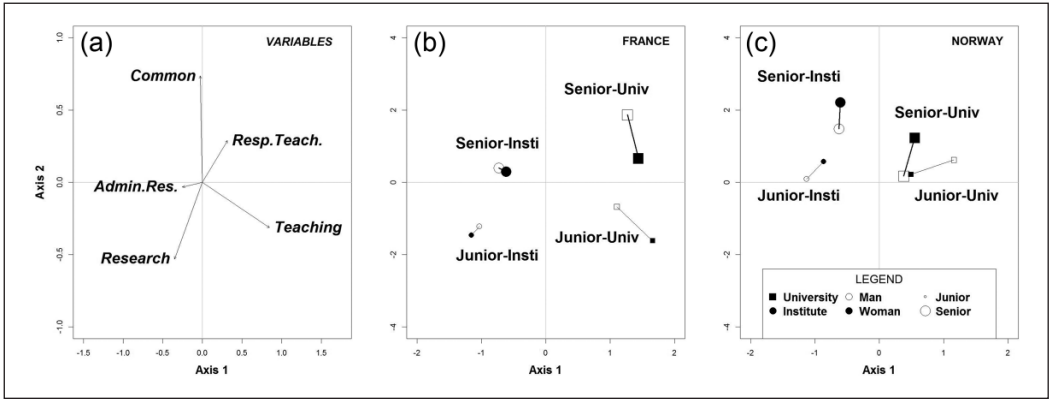 (a) VARIABLES
1.0
0.5
0.0
-0.5
-1.0
Axis 2
Common
Resp.Teach.
Admin.Res.
Teaching
Research
-1.5 -1.0 -0.5 0.0 0.5 1.0 1.5
Axis 1
(b) FRANCE
4
2
0
-2
-4
Senior-Univ
Senior-Insti
Junior-Univ
Junior-Insti
-2 -1 0 1 2
Axis 1
(c) NORWAY
4
2
0
-2
-4
Senior-Insti
Senior-Univ
Junior-Insti
Junior-Univ
LEGEND
University Man Junior
Institute Woman Senior
-2 -1 0 1 2
Axis 1